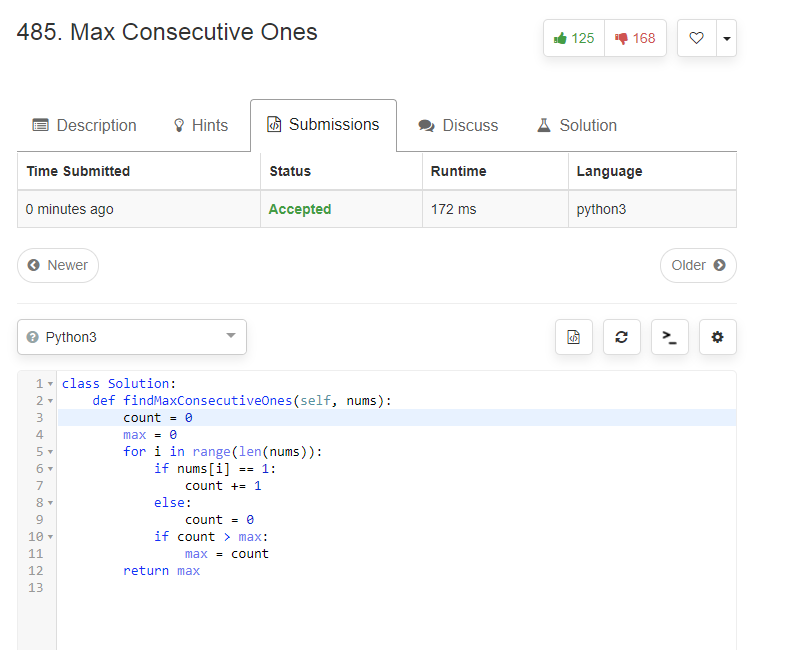 485. Max Consecutive Ones
125 168
Description Hints Submissions Discuss Solution
Time Submitted Status Runtime Language
0 minutes ago Accepted 172 ms python3
Newer Older
Python3
1 class Solution:
2     def findMaxConsecutiveOnes(self, nums):
3         count = 0
4         max = 0
5         for i in range(len(nums)):
6             if nums[i] == 1:
7                 count += 1
8             else:
9                 count = 0
10             if count > max:
11                 max = count
12         return max
13